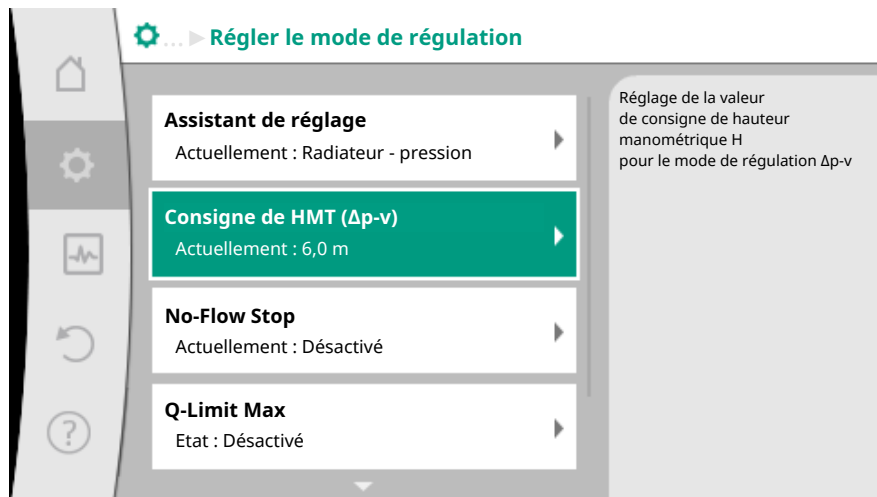 ... Régler le mode de régulation
Assistant de réglage
Actuellement : Radiateur - pression
Consigne de HMT (Δp-v)
Actuellement : 6,0 m
No-Flow Stop
Actuellement : Désactivé
Q-Limit Max
Etat : Désactivé
Réglage de la valeur
de consigne de hauteur
manométrique H
pour le mode de régulation Δp-v
?